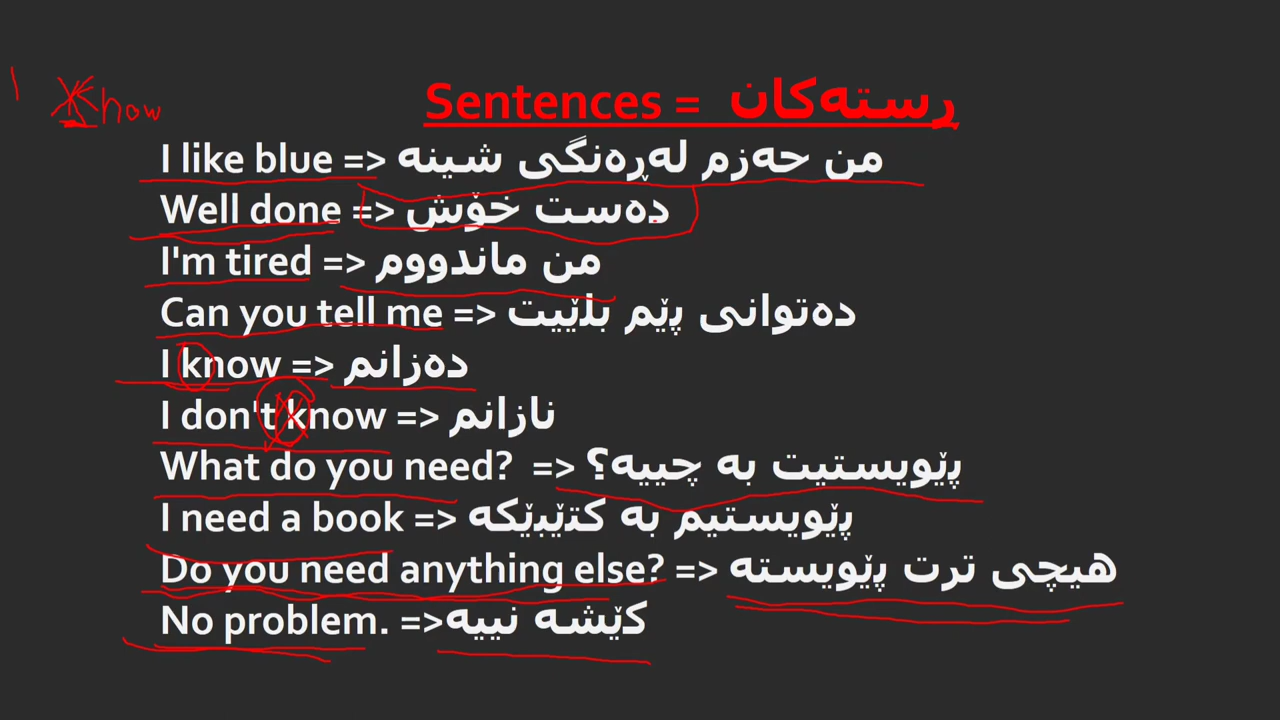 Sentences = ڕستەکان
I Know
I like blue => من حەزم لەڕەنگی شینە
Well done => دەست خۆش
I'm tired => من ماندووم
Can you tell me => دەتوانی پێم بلێیت
I know => دەزانم
I don't know => نازانم
What do you need? => پێویستیت بە چییە؟
I need a book => پێویستیم بە کتێبێکە
Do you need anything else? => هیچی ترت پێویستە
No problem. => کێشە نییە